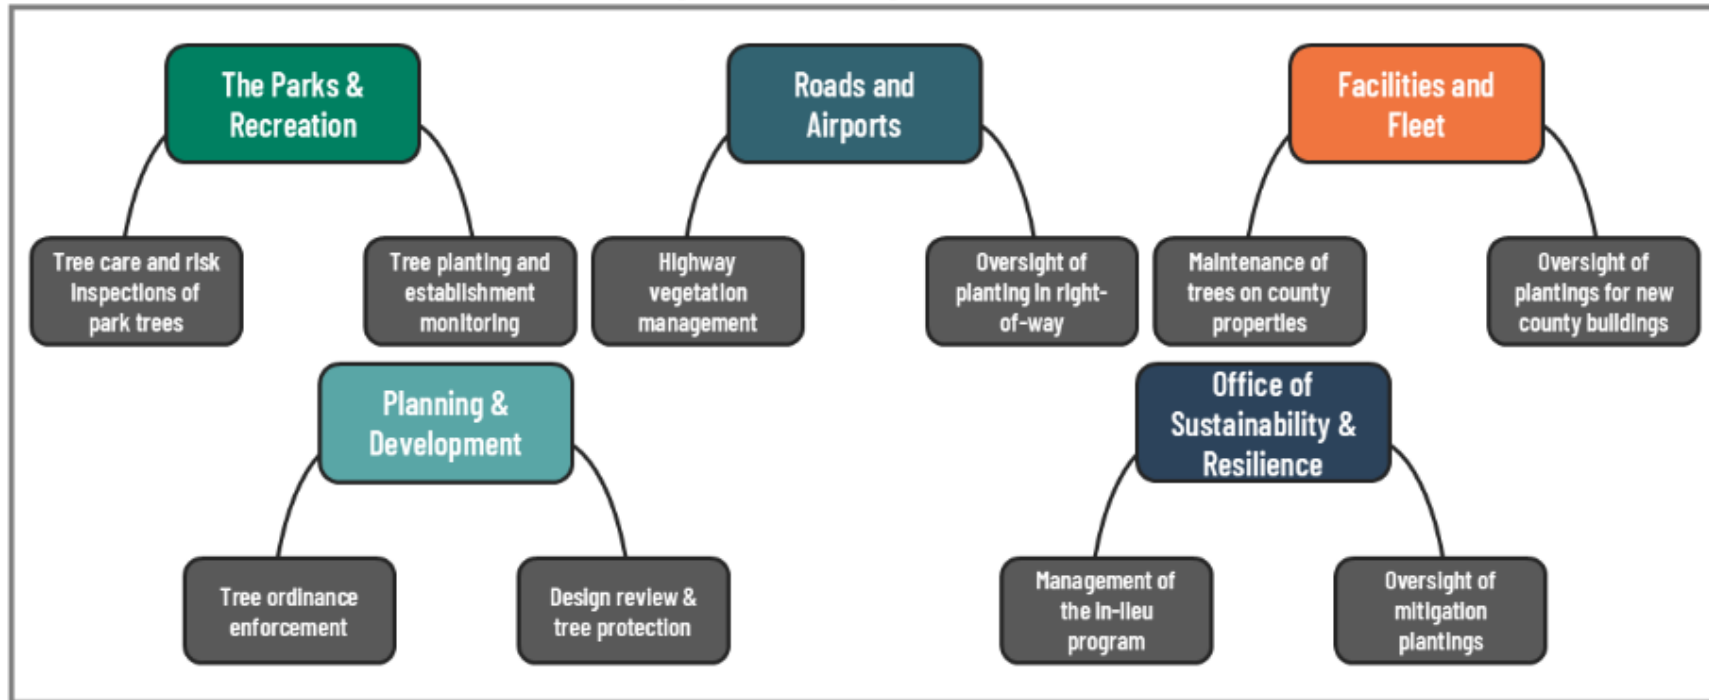 The Parks &
Recreation
Roads and
Airports
Facilities and
Fleet
Tree care and risk
inspections of
park trees
Tree planting and
establishment
monitoring
Highway
vegetation
management
Oversight of
planting in right-
of-way
Maintenance of
trees on county
properties
Oversight of
plantings for new
county buildings
Planning &
Development
Office of
Sustainability &
Resilience
Tree ordinance
enforcement
Design review &
tree protection
Management of
the in-lieu
program
Oversight of
mitigation
plantings